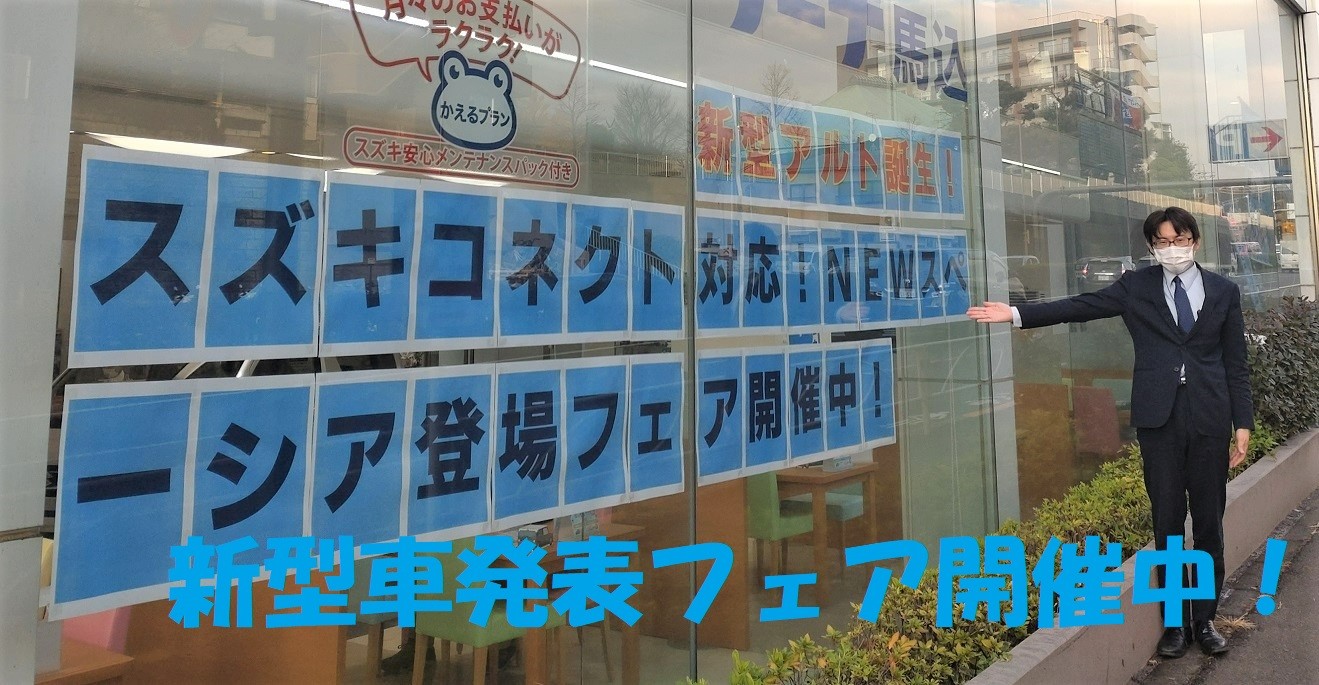 月々のお支払いが
ラクラク!
かえるプラン
スズキ安心メンテナンスパック付き
アリーナ馬込
新型アルト誕生！
スズキコネクト対応！NEWスペ
ーシア登場フェア開催中！
新型車発表フェア開催中！
P